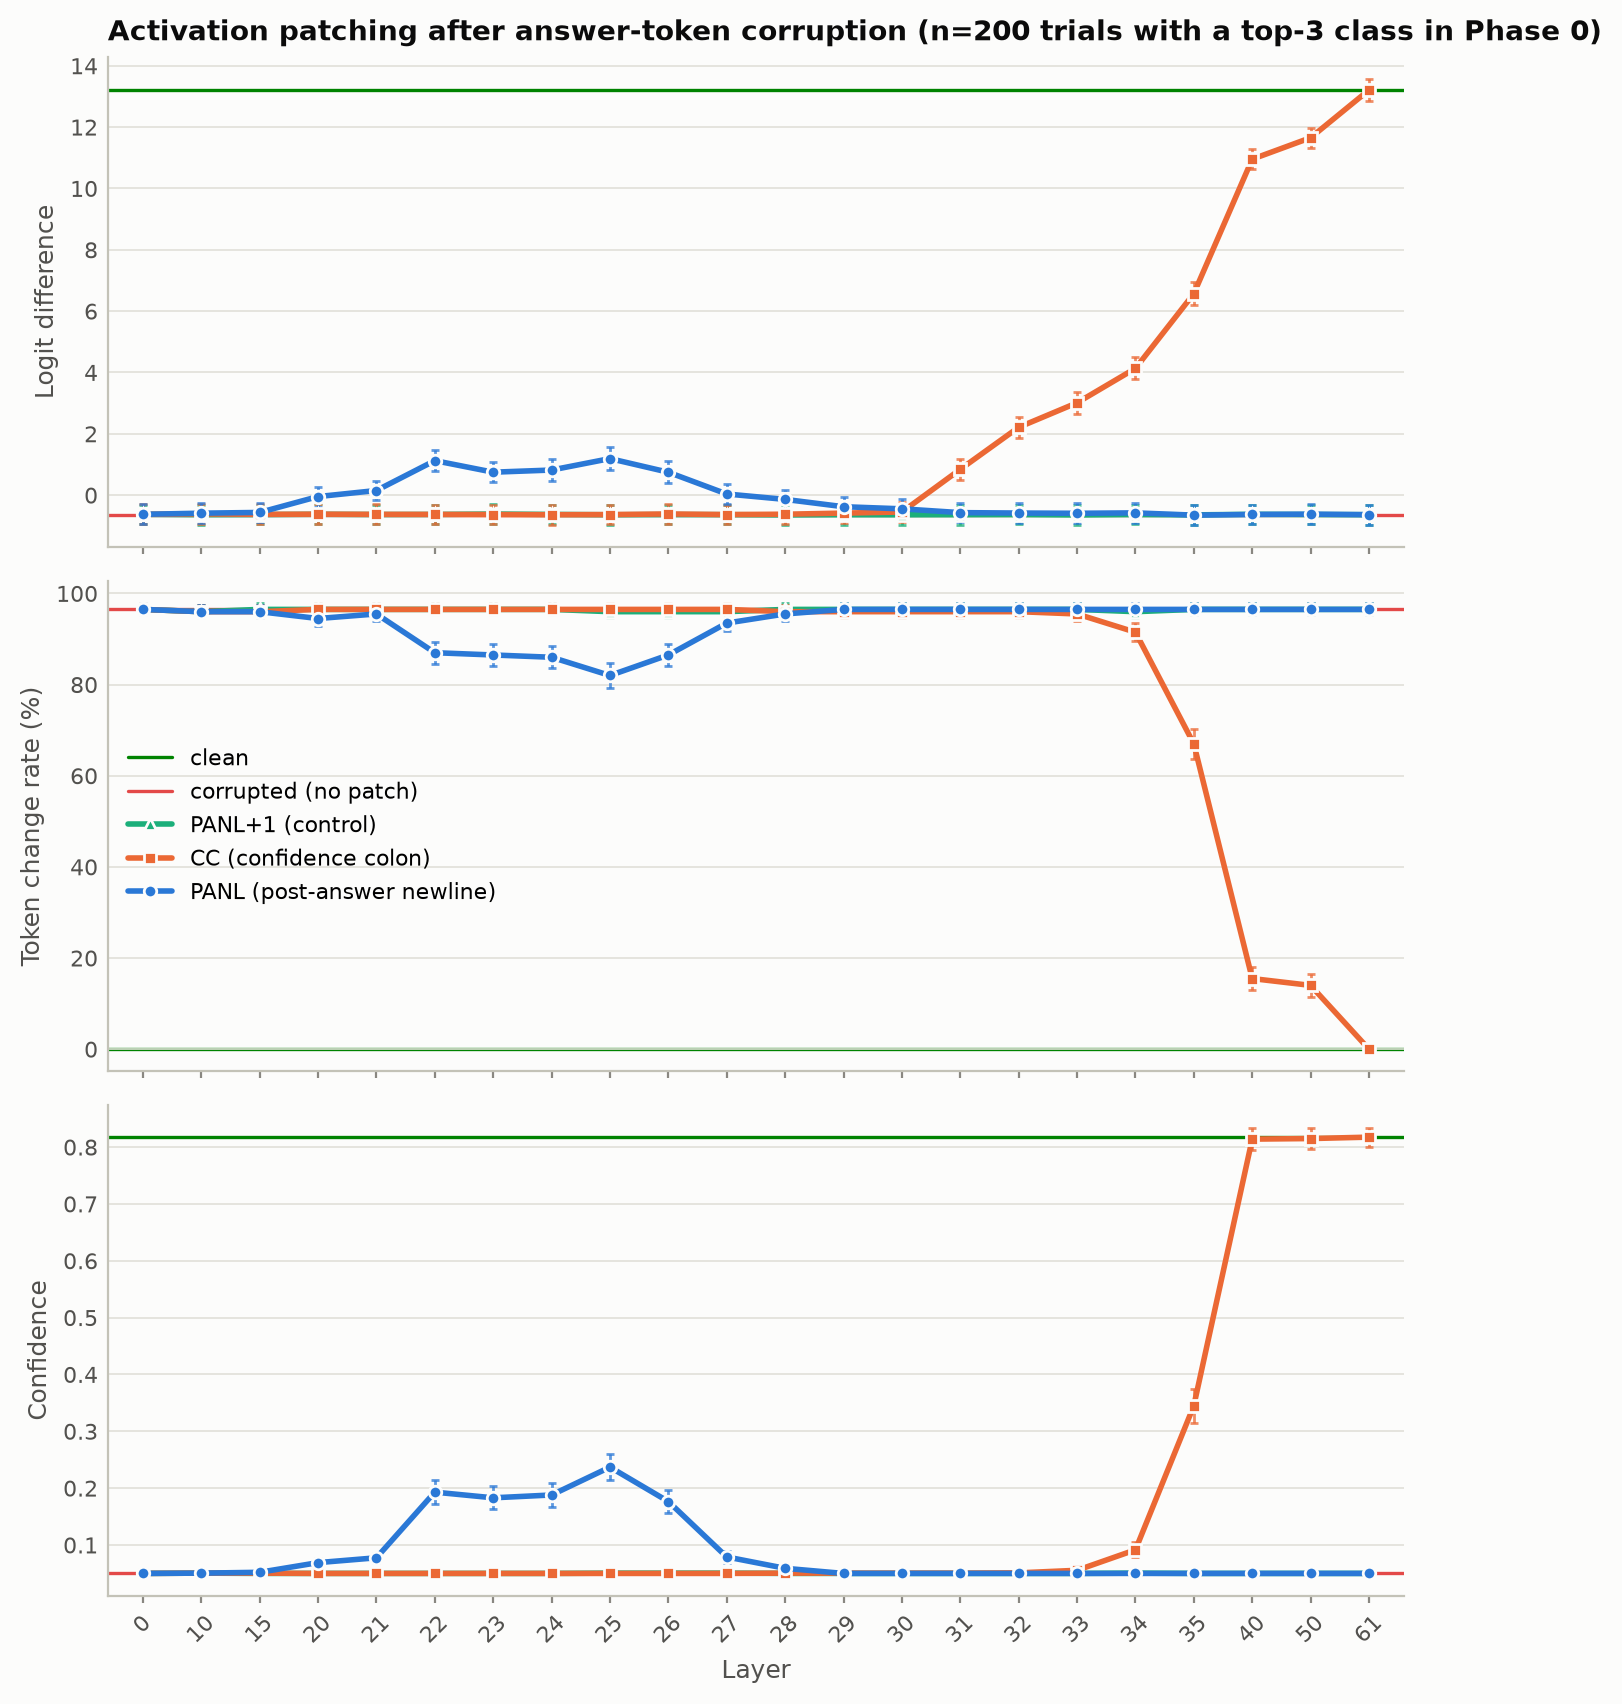 Activation patching after answer-token corruption (n=200 trials with a top-3 class in Phase 0)
Logit difference
14
12
10
8
6
4
2
0
Token change rate (%)
100
80
60
40
20
0
clean
corrupted (no patch)
PANL+1 (control)
CC (confidence colon)
PANL (post-answer newline)
Confidence
0.8
0.7
0.6
0.5
0.4
0.3
0.2
0.1
0 10 15 20 21 22 23 24 25 26 27 28 29 30 31 32 33 34 35 40 50 61
Layer